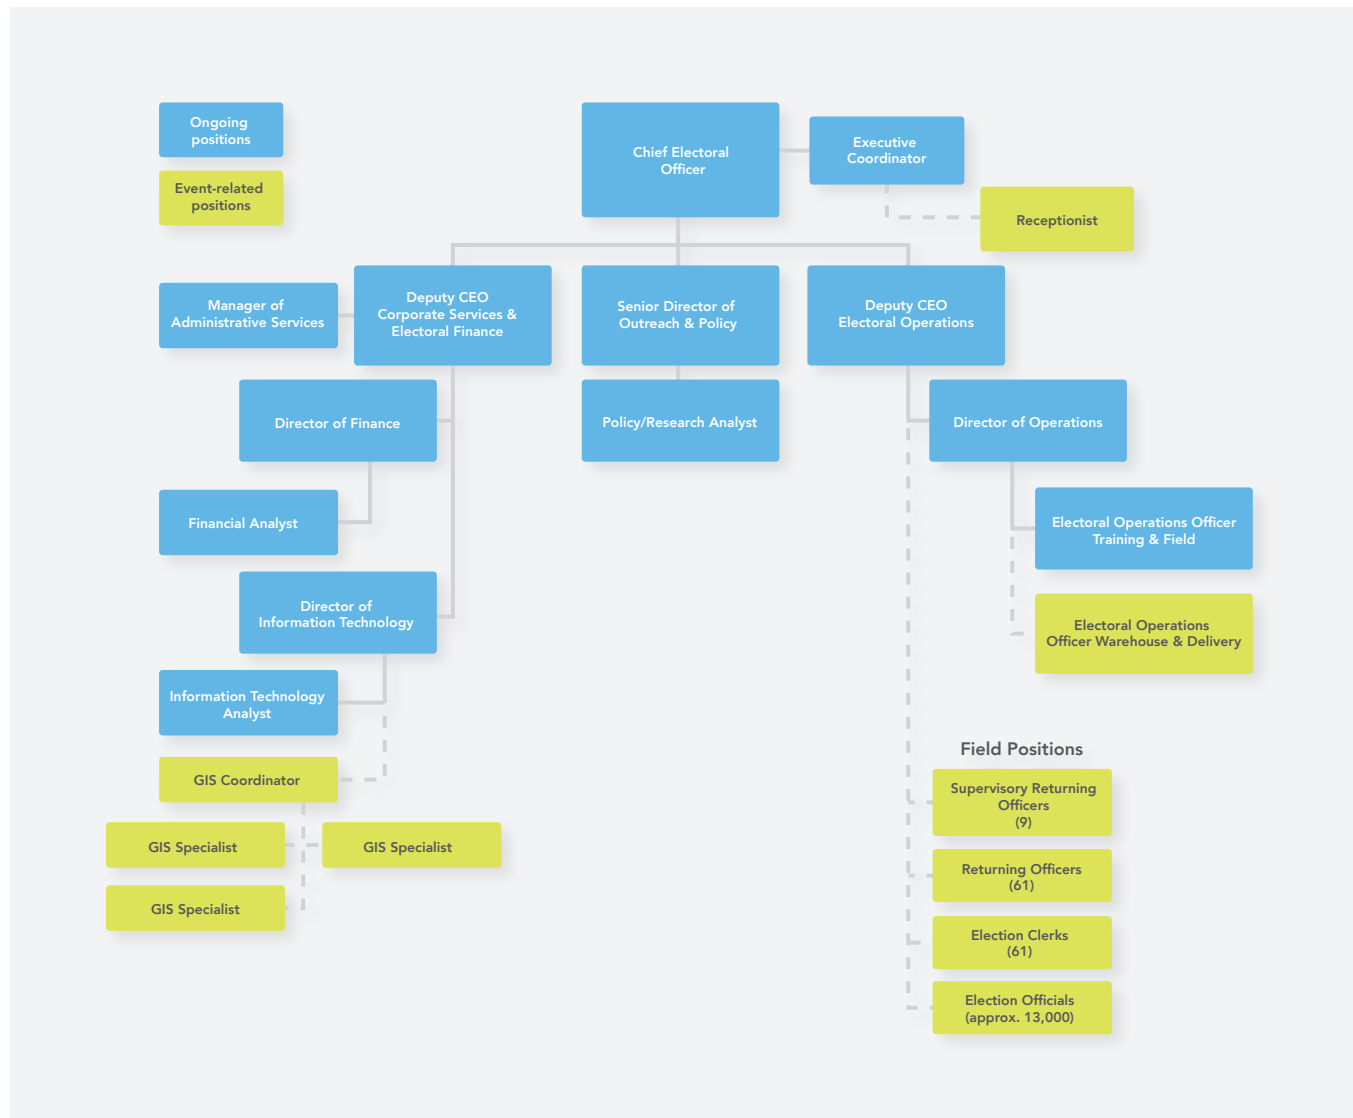 Ongoing
positions
Event-related
positions
Chief Electoral
Officer
Executive
Coordinator
Receptionist
Manager of
Administrative Services
Deputy CEO
Corporate Services &
Electoral Finance
Senior Director of
Outreach & Policy
Deputy CEO
Electoral Operations
Director of Finance
Policy/Research Analyst
Director of Operations
Financial Analyst
Electoral Operations Officer
Training & Field
Director of
Information Technology
Electoral Operations
Officer Warehouse & Delivery
Information Technology
Analyst
GIS Coordinator
GIS Specialist
GIS Specialist
GIS Specialist
Field Positions
Supervisory Returning
Officers
(9)
Returning Officers
(61)
Election Clerks
(61)
Election Officials
(approx. 13,000)